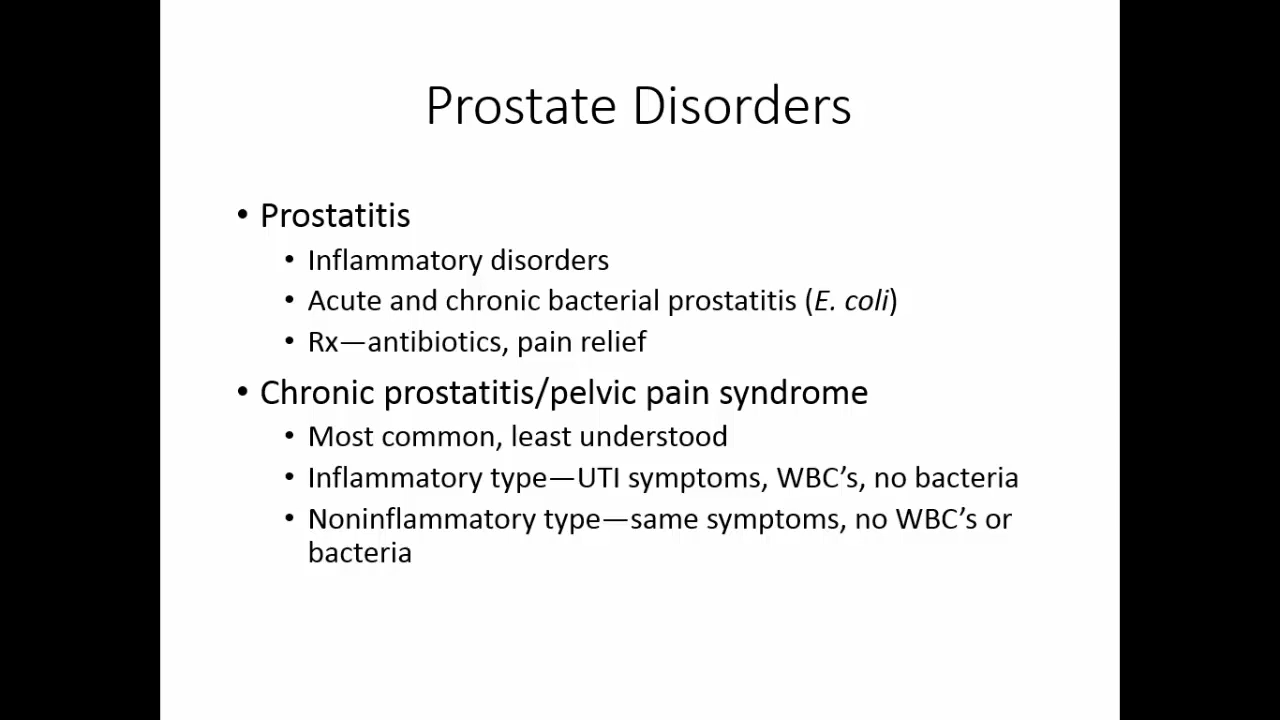 Prostate Disorders
• Prostatitis
• Inflammatory disorders
• Acute and chronic bacterial prostatitis (E. coli)
• Rx—antibiotics, pain relief
• Chronic prostatitis/pelvic pain syndrome
• Most common, least understood
• Inflammatory type—UTI symptoms, WBC’s, no bacteria
• Noninflammatory type—same symptoms, no WBC’s or
bacteria